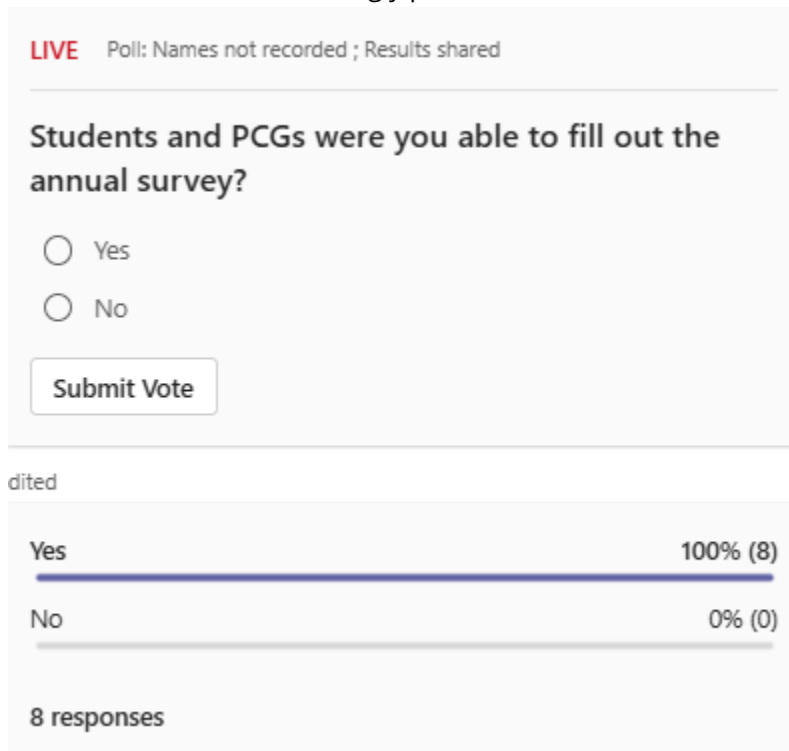 LIVE Poll: Names not recorded ; Results shared
Students and PCGs were you able to fill out the
annual survey?
Yes
No
Submit Vote
dited
Yes 100% (8)
No 0% (0)
8 responses